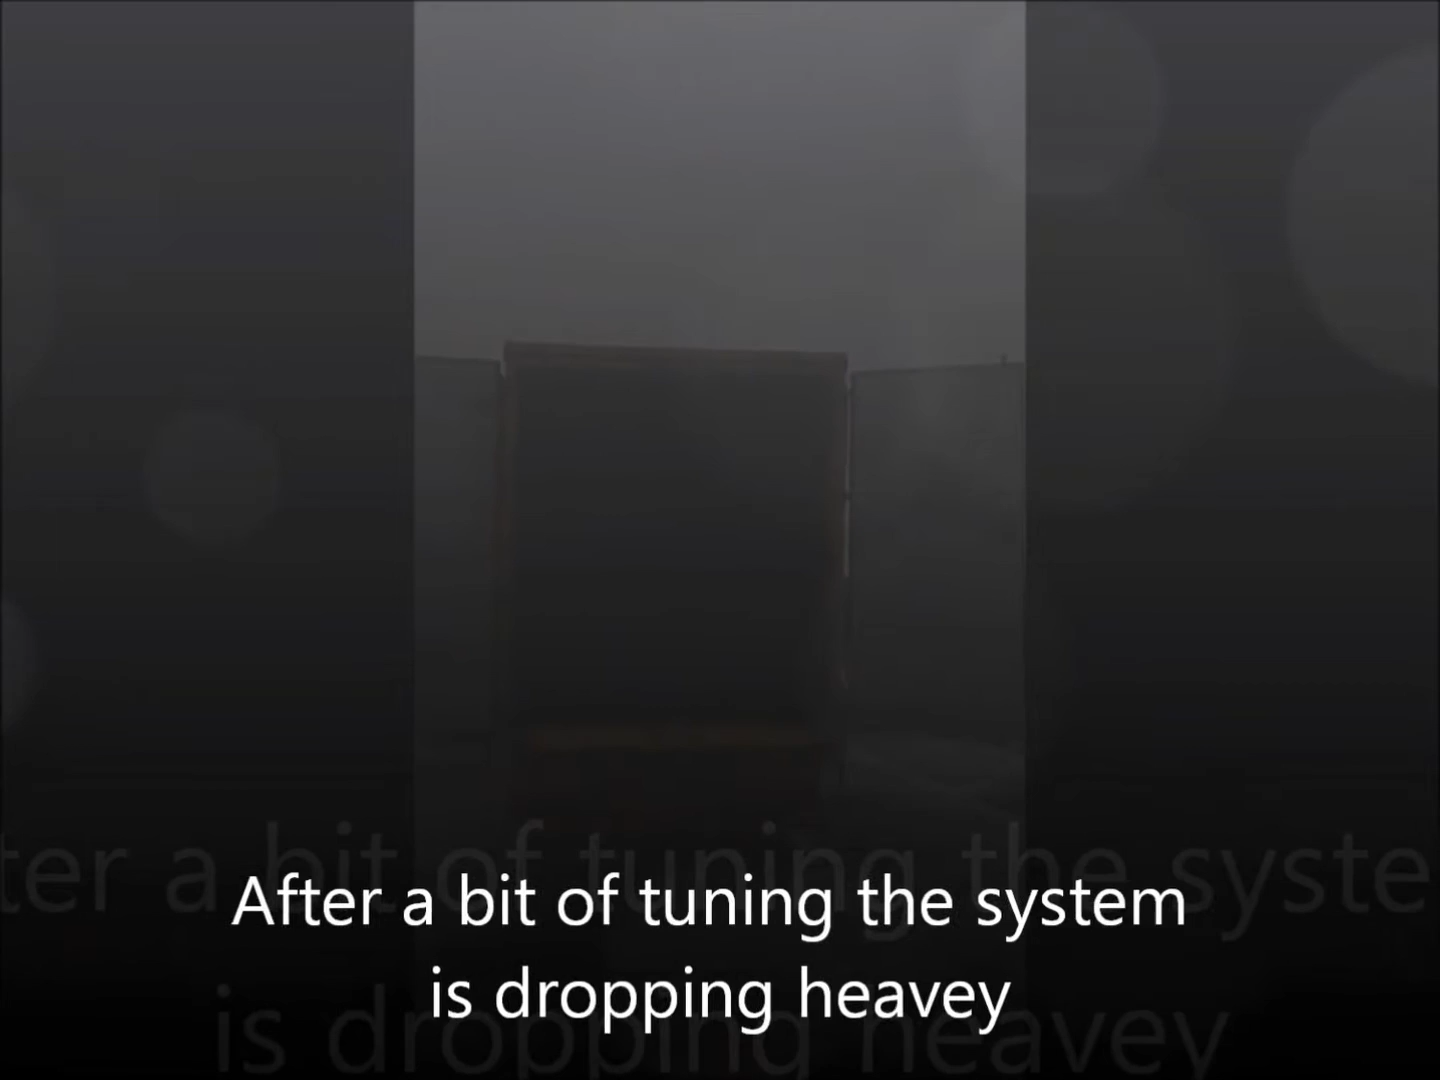 After a bit of tuning the system
is dropping heavey